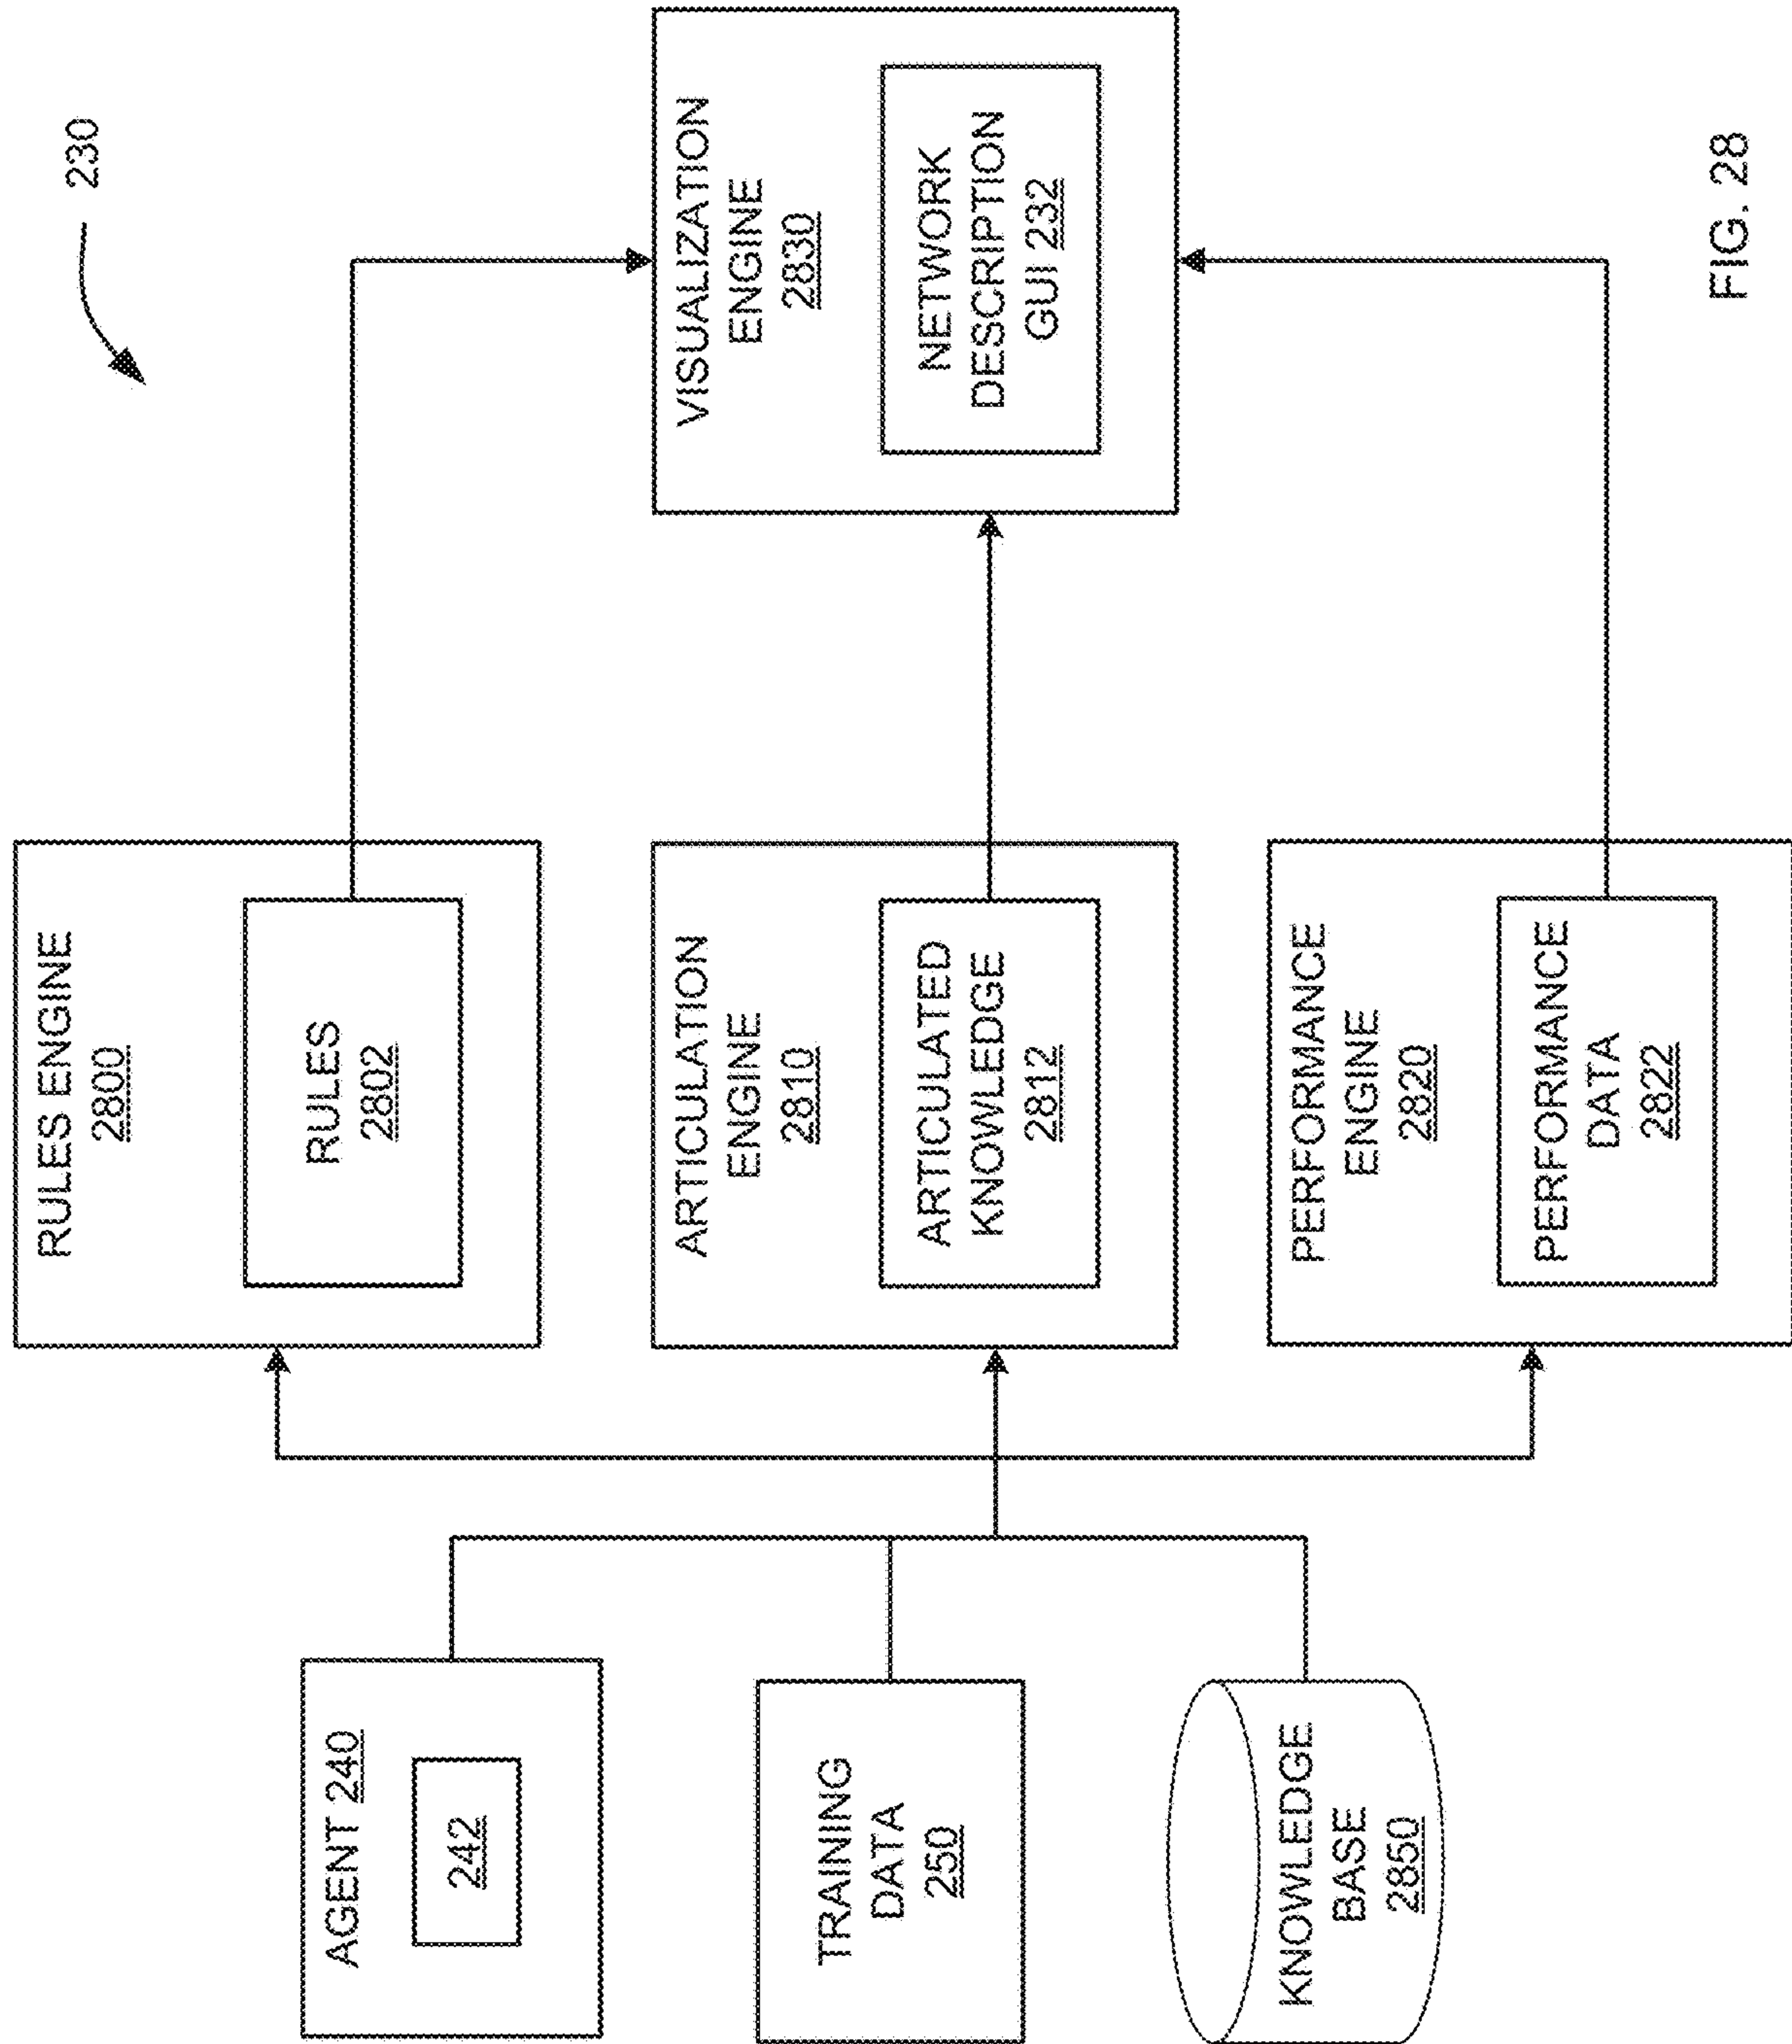 230
AGENT 240
242
TRAINING
DATA
250
KNOWLEDGE
BASE
2850
RULES ENGINE
2800
RULES
2802
ARTICULATION
ENGINE
2810
ARTICULATED
KNOWLEDGE
2812
PERFORMANCE
ENGINE
2820
PERFORMANCE
DATA
2822
VISUALIZATION
ENGINE
2830
NETWORK
DESCRIPTION
GUI 232
FIG. 28